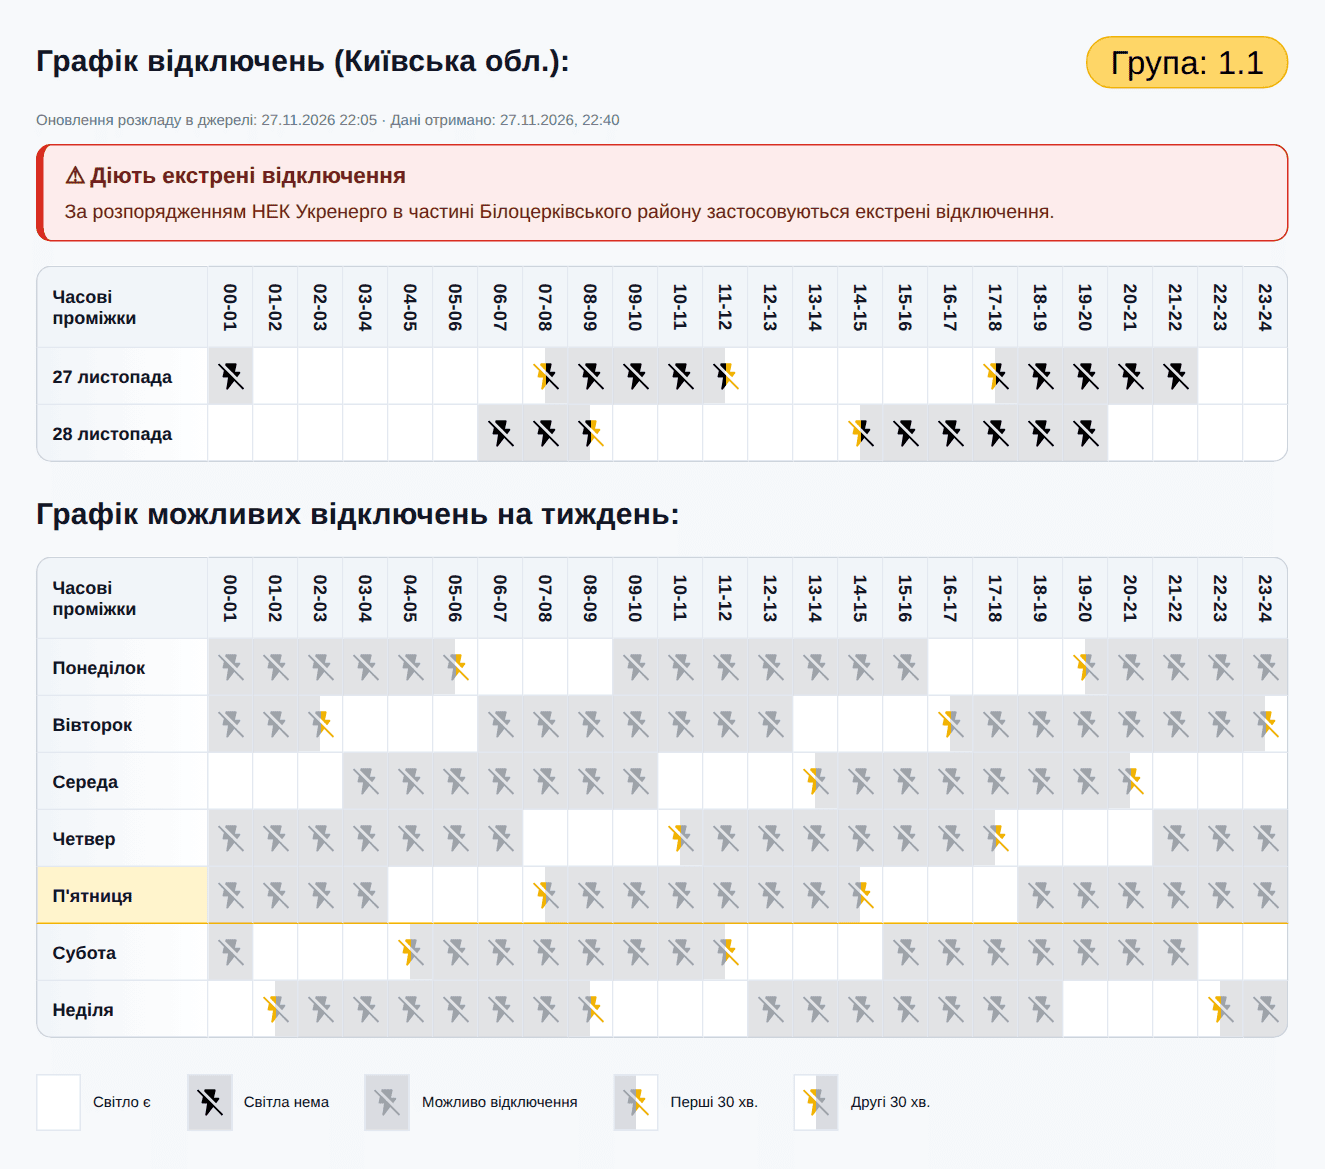 Графік відключень (Київська обл.):
Група: 1.1
Оновлення розкладу в джерелі: 27.11.2026 22:05 · Дані отримано: 27.11.2026, 22:40
⚠ Діють екстрені відключення
За розпорядженням НЕК Укренерго в частині Білоцерківського району застосовуються екстрені відключення.
Часові
проміжки
00-01 01-02 02-03 03-04 04-05 05-06 06-07 07-08 08-09 09-10 10-11 11-12 12-13 13-14 14-15 15-16 16-17 17-18 18-19 19-20 20-21 21-22 22-23 23-24
27 листопада
28 листопада
Графік можливих відключень на тиждень:
Часові
проміжки
00-01 01-02 02-03 03-04 04-05 05-06 06-07 07-08 08-09 09-10 10-11 11-12 12-13 13-14 14-15 15-16 16-17 17-18 18-19 19-20 20-21 21-22 22-23 23-24
Понеділок
Вівторок
Середа
Четвер
П'ятниця
Субота
Неділя
Світло є
Світла нема
Можливо відключення
Перші 30 хв.
Другі 30 хв.